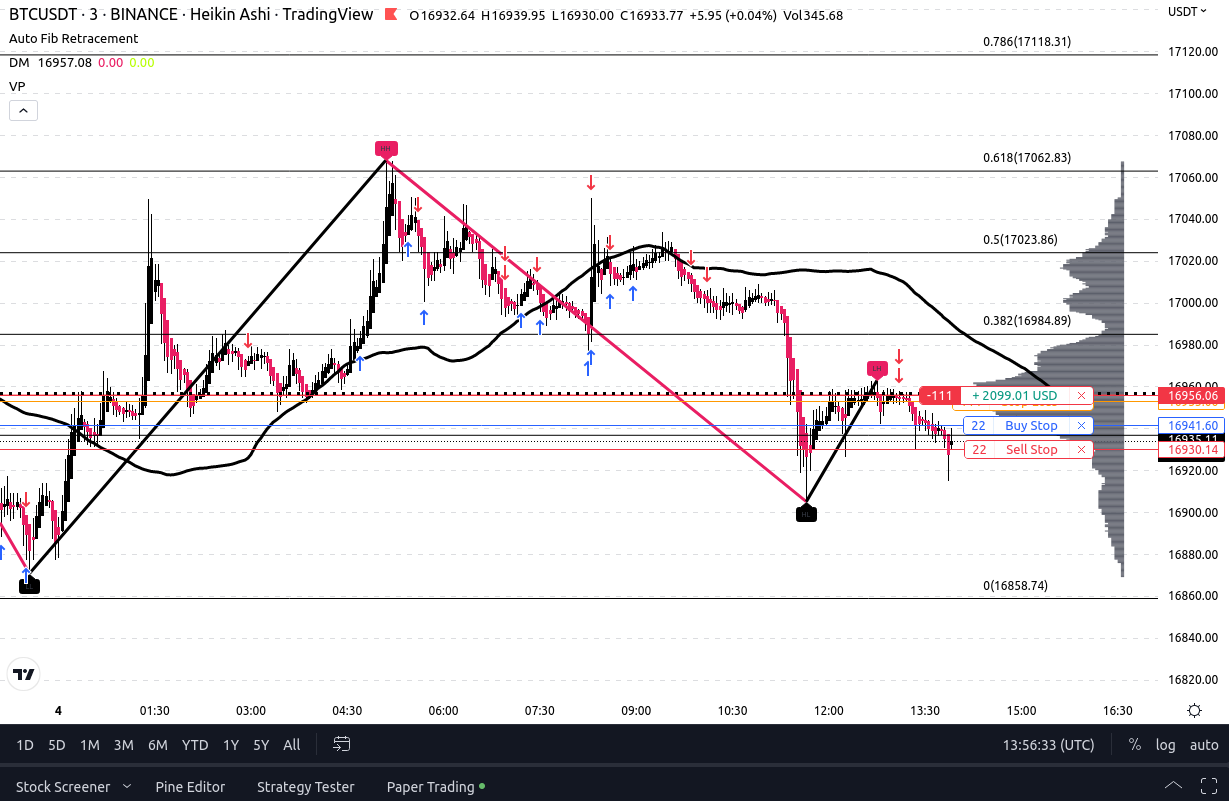 BTCUSDT · 3 · BINANCE · Heikin Ashi · TradingView O16932.64 H16939.95 L16930.00 C16933.77 +5.95 (+0.04%) Vol345.68
USDT
Auto Fib Retracement
DM 16957.08 0.00 0.00
VP
0.786(17118.31)
0.618(17062.83)
0.5(17023.86)
0.382(16984.89)
0(16858.74)
HH
LH
HL
-111 + 2099.01 USD
22 Buy Stop
22 Sell Stop
17120.00
17100.00
17080.00
17060.00
17040.00
17020.00
17000.00
16980.00
16960.00
16956.06
16941.60
16935.11
16930.14
16920.00
16900.00
16880.00
16860.00
16840.00
16820.00
4 01:30 03:00 04:30 06:00 07:30 09:00 10:30 12:00 13:30 15:00 16:30
1D 5D 1M 3M 6M YTD 1Y 5Y All 13:56:33 (UTC) % log auto
Stock Screener Pine Editor Strategy Tester Paper Trading